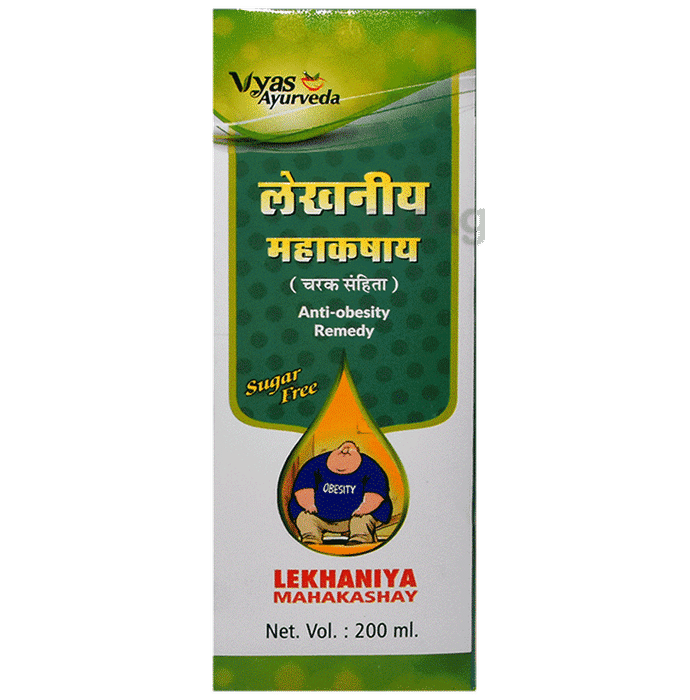 Vyas
Ayurveda
लेखनीय
महाकषाय
( चरक संहिता )
Anti-obesity
Remedy
Sugar
Free
OBESITY
LEKHANIYA
MAHAKASHAY
Net. Vol. : 200 ml.